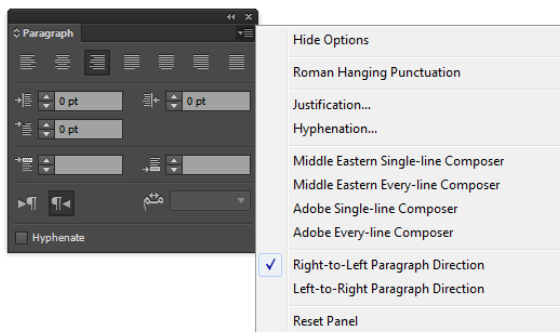 Paragraph
0 pt
0 pt
0 pt
Hyphenate
Hide Options
Roman Hanging Punctuation
Justification...
Hyphenation...
Middle Eastern Single-line Composer
Middle Eastern Every-line Composer
Adobe Single-line Composer
Adobe Every-line Composer
Right-to-Left Paragraph Direction
Left-to-Right Paragraph Direction
Reset Panel